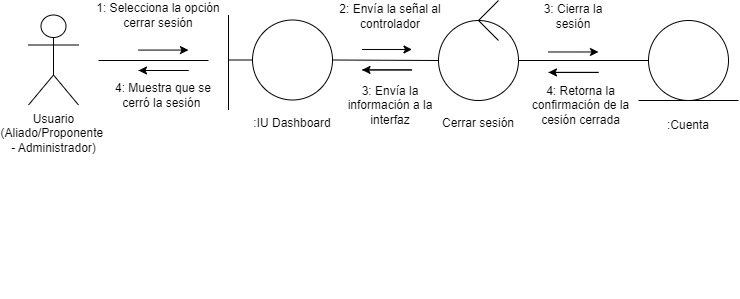 1: Selecciona la opción
cerrar sesión
4: Muestra que se
cerró la sesión
Usuario
(Aliado/Proponente
- Administrador)
:IU Dashboard
2: Envía la señal al
controlador
3: Envía la
información a la
interfaz
Cerrar sesión
3: Cierra la
sesión
4: Retorna la
confirmación de la
cesión cerrada
:Cuenta